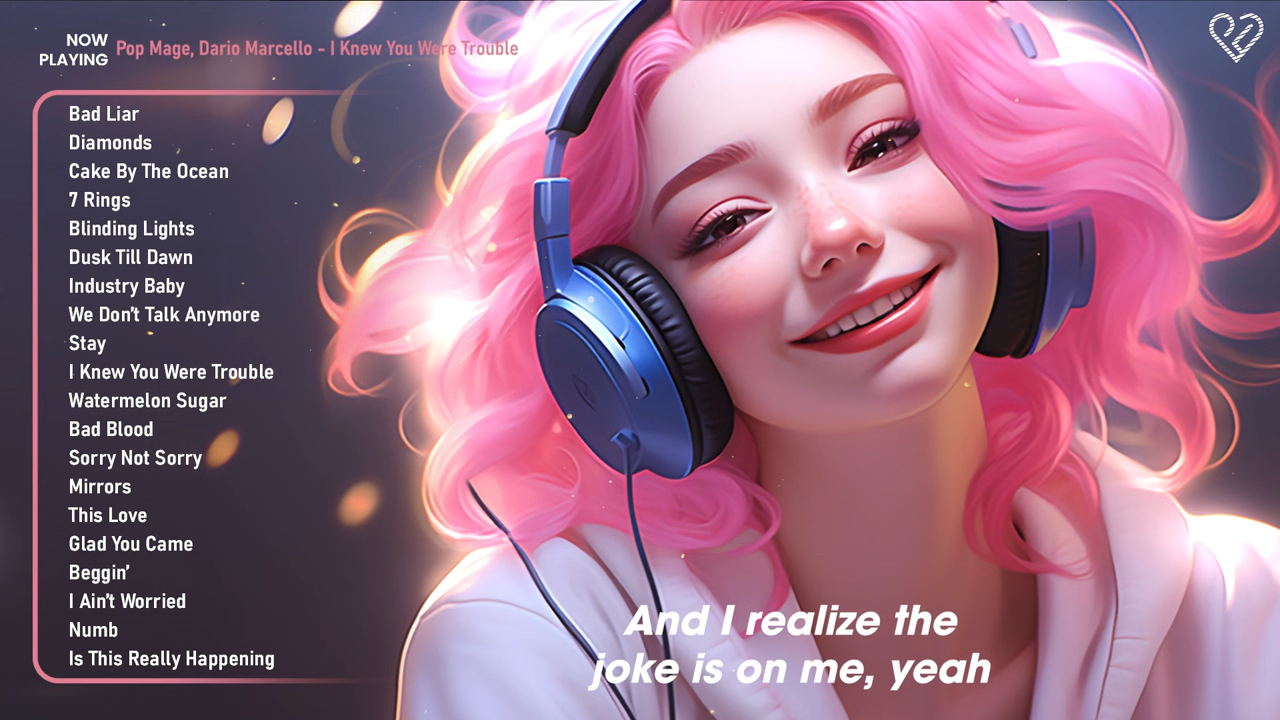 NOW
PLAYING
Pop Mage, Dario Marcello - I Knew You Were Trouble
Bad Liar
Diamonds
Cake By The Ocean
7 Rings
Blinding Lights
Dusk Till Dawn
Industry Baby
We Don't Talk Anymore
Stay
I Knew You Were Trouble
Watermelon Sugar
Bad Blood
Sorry Not Sorry
Mirrors
This Love
Glad You Came
Beggin'
I Ain't Worried
Numb
Is This Really Happening
And I realize the
joke is on me, yeah